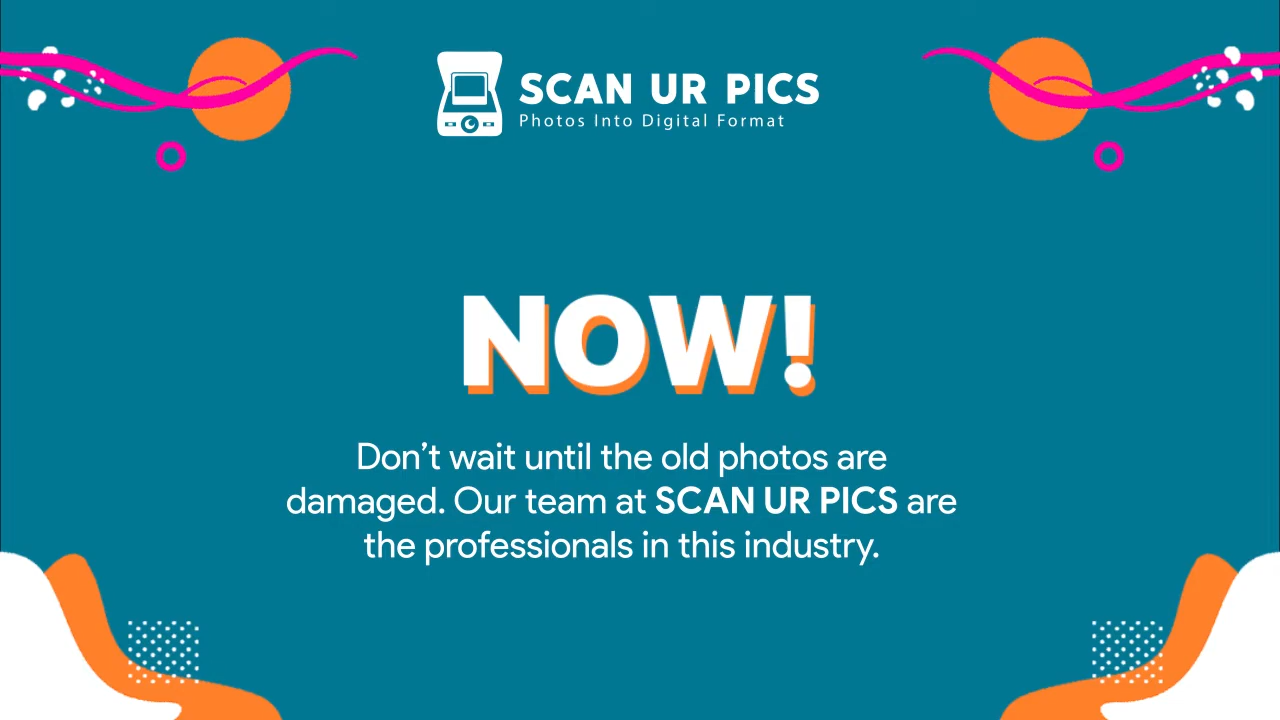 SCAN UR PICS
Photos Into Digital Format
NOW!
Don’t wait until the old photos are
damaged. Our team at SCAN UR PICS are
the professionals in this industry.